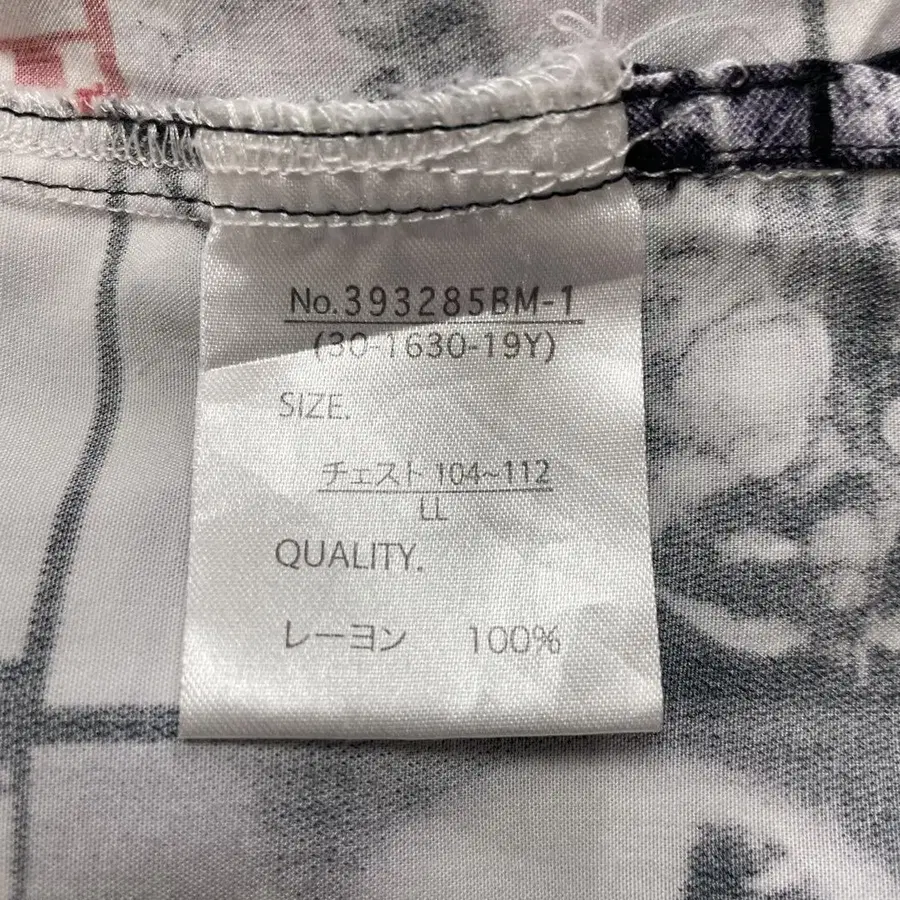 No.393285BM-1
(30-1630-19Y)
SIZE.
チェスト 104~112
LL
QUALITY.
レーヨン 100%